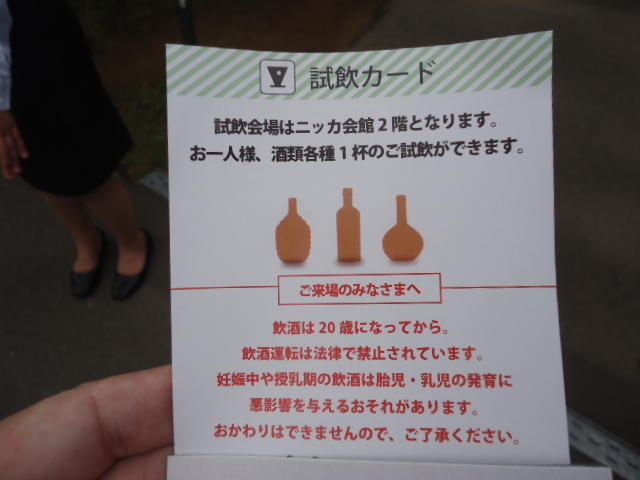 試飲カード
試飲会場はニッカ会館2階となります。
お一人様、酒類各種1杯のご試飲ができます。
ご来場のみなさまへ
飲酒は20歳になってから。
飲酒運転は法律で禁止されています。
妊娠中や授乳期の飲酒は胎児・乳児の発育に
悪影響を与えるおそれがあります。
おかわりはできませんので、ご了承ください。